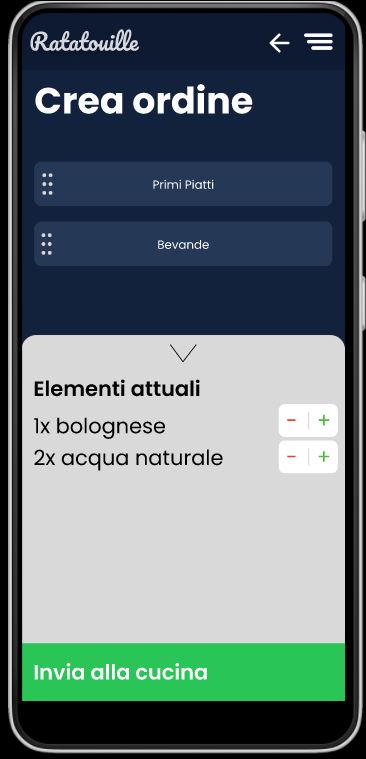 Ratatouille
Crea ordine
Primi Piatti
Bevande
Elementi attuali
1x bolognese
2x acqua naturale
Invia alla cucina